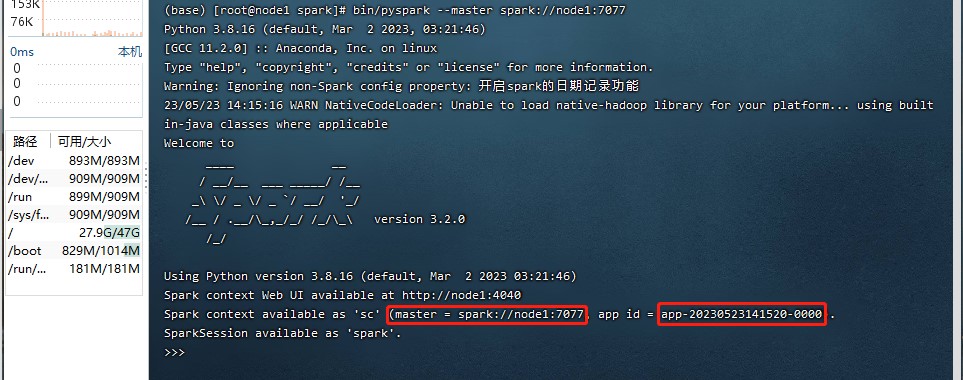 153K
76K
0ms 本机
0
0
0
路径 可用/大小
/dev 893M/893M
/dev/... 909M/909M
/run 899M/909M
/sys/f... 909M/909M
/ 27.9G/47G
/boot 829M/1014M
/run/... 181M/181M
(base) [root@node1 spark]# bin/pyspark --master spark://node1:7077
Python 3.8.16 (default, Mar  2 2023, 03:21:46)
[GCC 11.2.0] :: Anaconda, Inc. on linux
Type "help", "copyright", "credits" or "license" for more information.
Warning: Ignoring non-Spark config property: 开启spark的日期记录功能
23/05/23 14:15:16 WARN NativeCodeLoader: Unable to load native-hadoop library for your platform... using built
in-java classes where applicable
Welcome to
      ____              __
     / __/__  ___ _____/ /__
    _\ \/ _ \/ _ `/ __/  '_/
   /__ / .__/\_,_/_/ /_/\_\   version 3.2.0
      /_/
Using Python version 3.8.16 (default, Mar  2 2023 03:21:46)
Spark context Web UI available at http://node1:4040
Spark context available as 'sc' (master = spark://node1:7077, app id = app-20230523141520-0000).
SparkSession available as 'spark'.
>>>